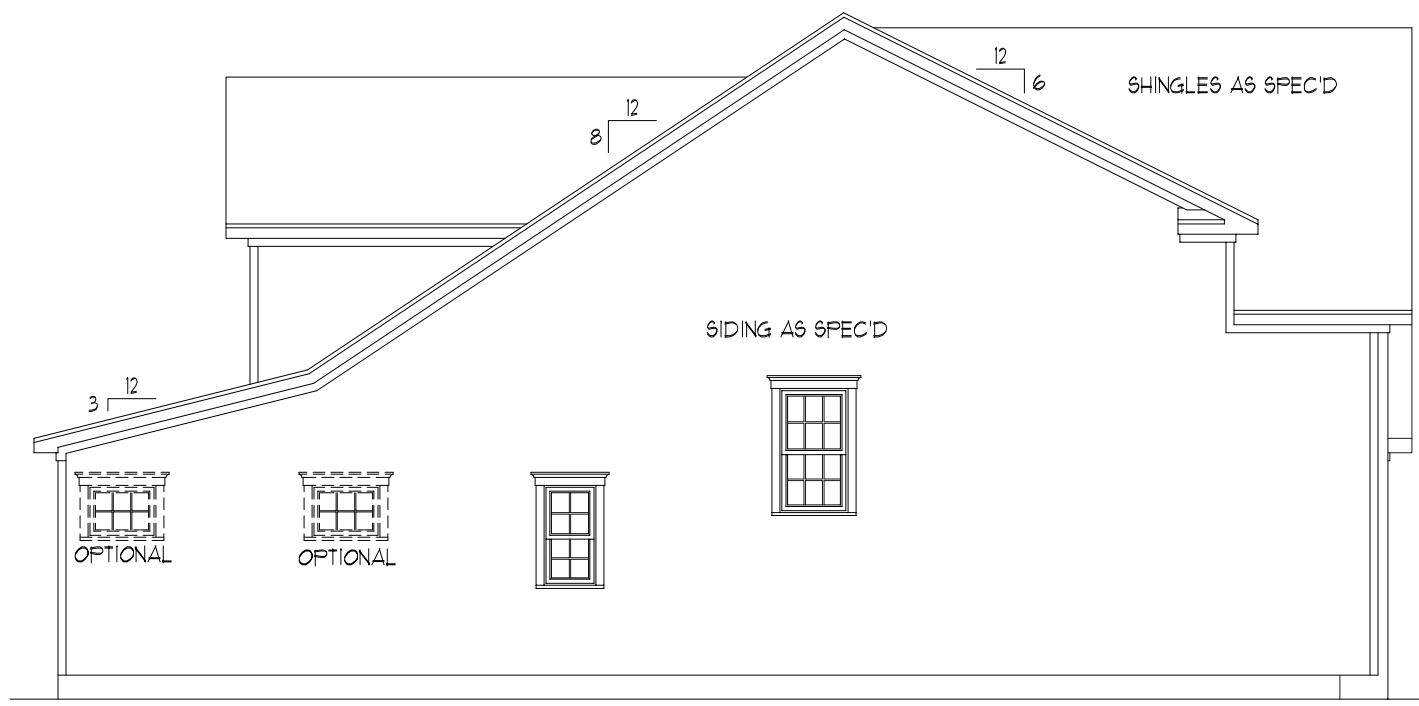 12
6
SHINGLES AS SPEC'D
12
8
SIDING AS SPEC'D
12
3
OPTIONAL
OPTIONAL